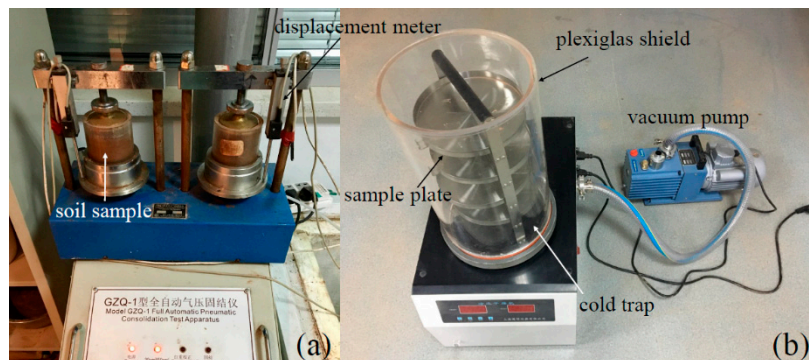 displacement meter
soil sample
GZQ-1型全自动气压固结仪
Model GZQ-1 Full Automatic Pneumatic
Consolidation Test Apparatus
(a)
plexiglas shield
vacuum pump
sample plate
cold trap
(b)